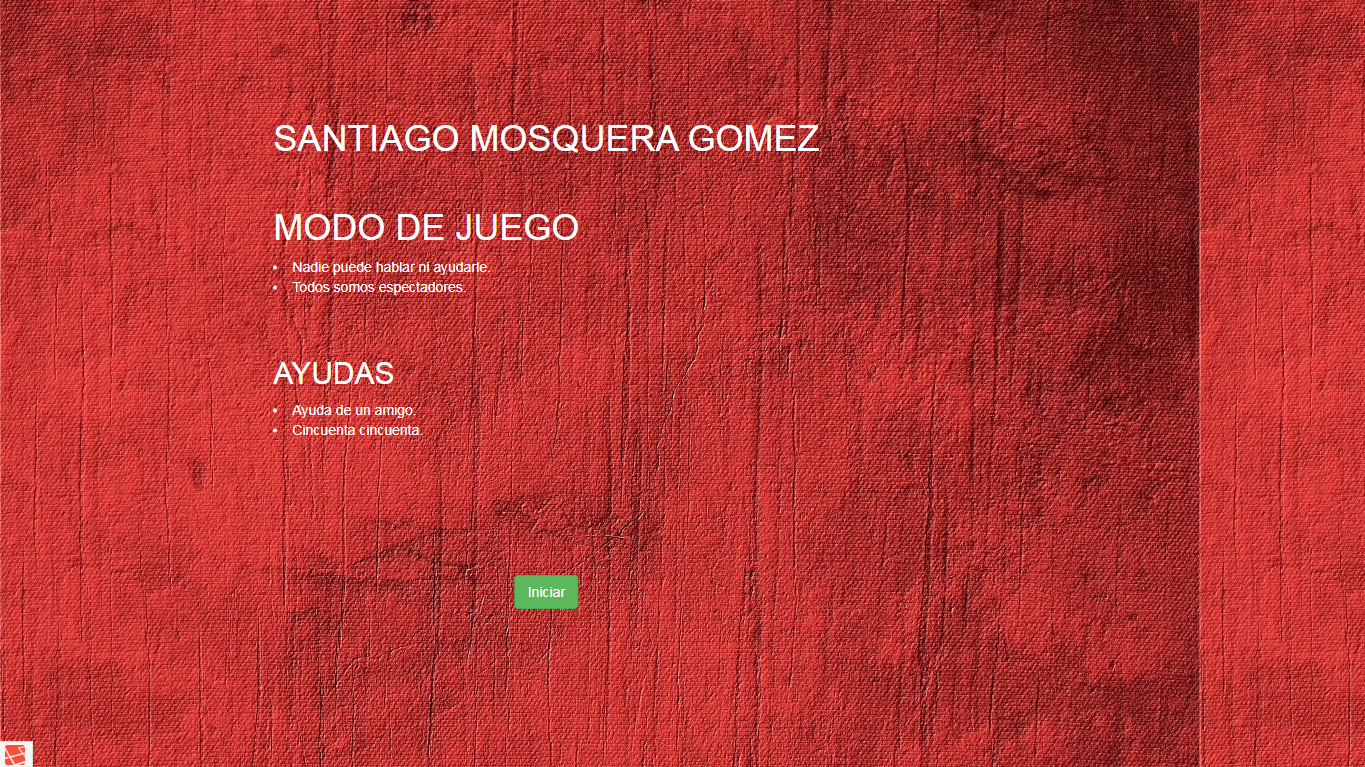 SANTIAGO MOSQUERA GOMEZ
MODO DE JUEGO
Nadie puede hablar ni ayudarle.
Todos somos espectadores.
AYUDAS
Ayuda de un amigo.
Cincuenta cincuenta.
Iniciar